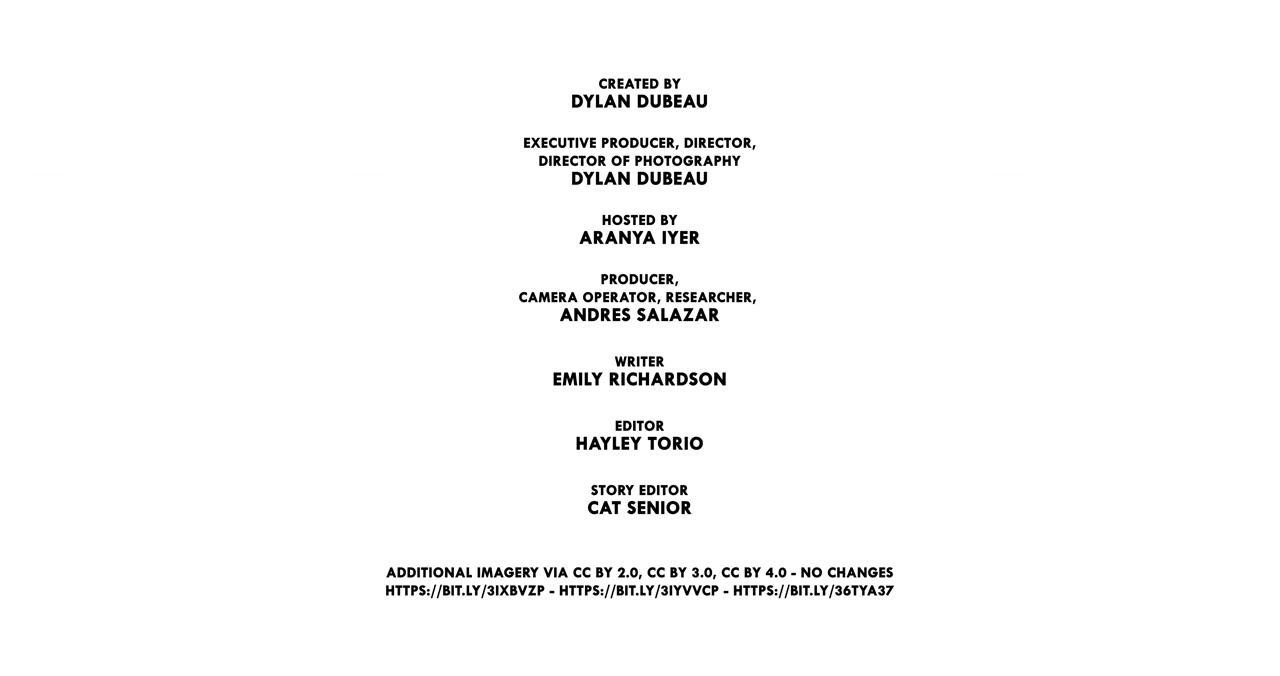 CREATED BY
DYLAN DUBEAU
EXECUTIVE PRODUCER, DIRECTOR,
DIRECTOR OF PHOTOGRAPHY
DYLAN DUBEAU
HOSTED BY
ARANYA IYER
PRODUCER,
CAMERA OPERATOR, RESEARCHER,
ANDRES SALAZAR
WRITER
EMILY RICHARDSON
EDITOR
HAYLEY TORIO
STORY EDITOR
CAT SENIOR
ADDITIONAL IMAGERY VIA CC BY 2.0, CC BY 3.0, CC BY 4.0 - NO CHANGES
HTTPS://BIT.LY/3IXBVZP - HTTPS://BIT.LY/3IYVVCP - HTTPS://BIT.LY/36TYA37